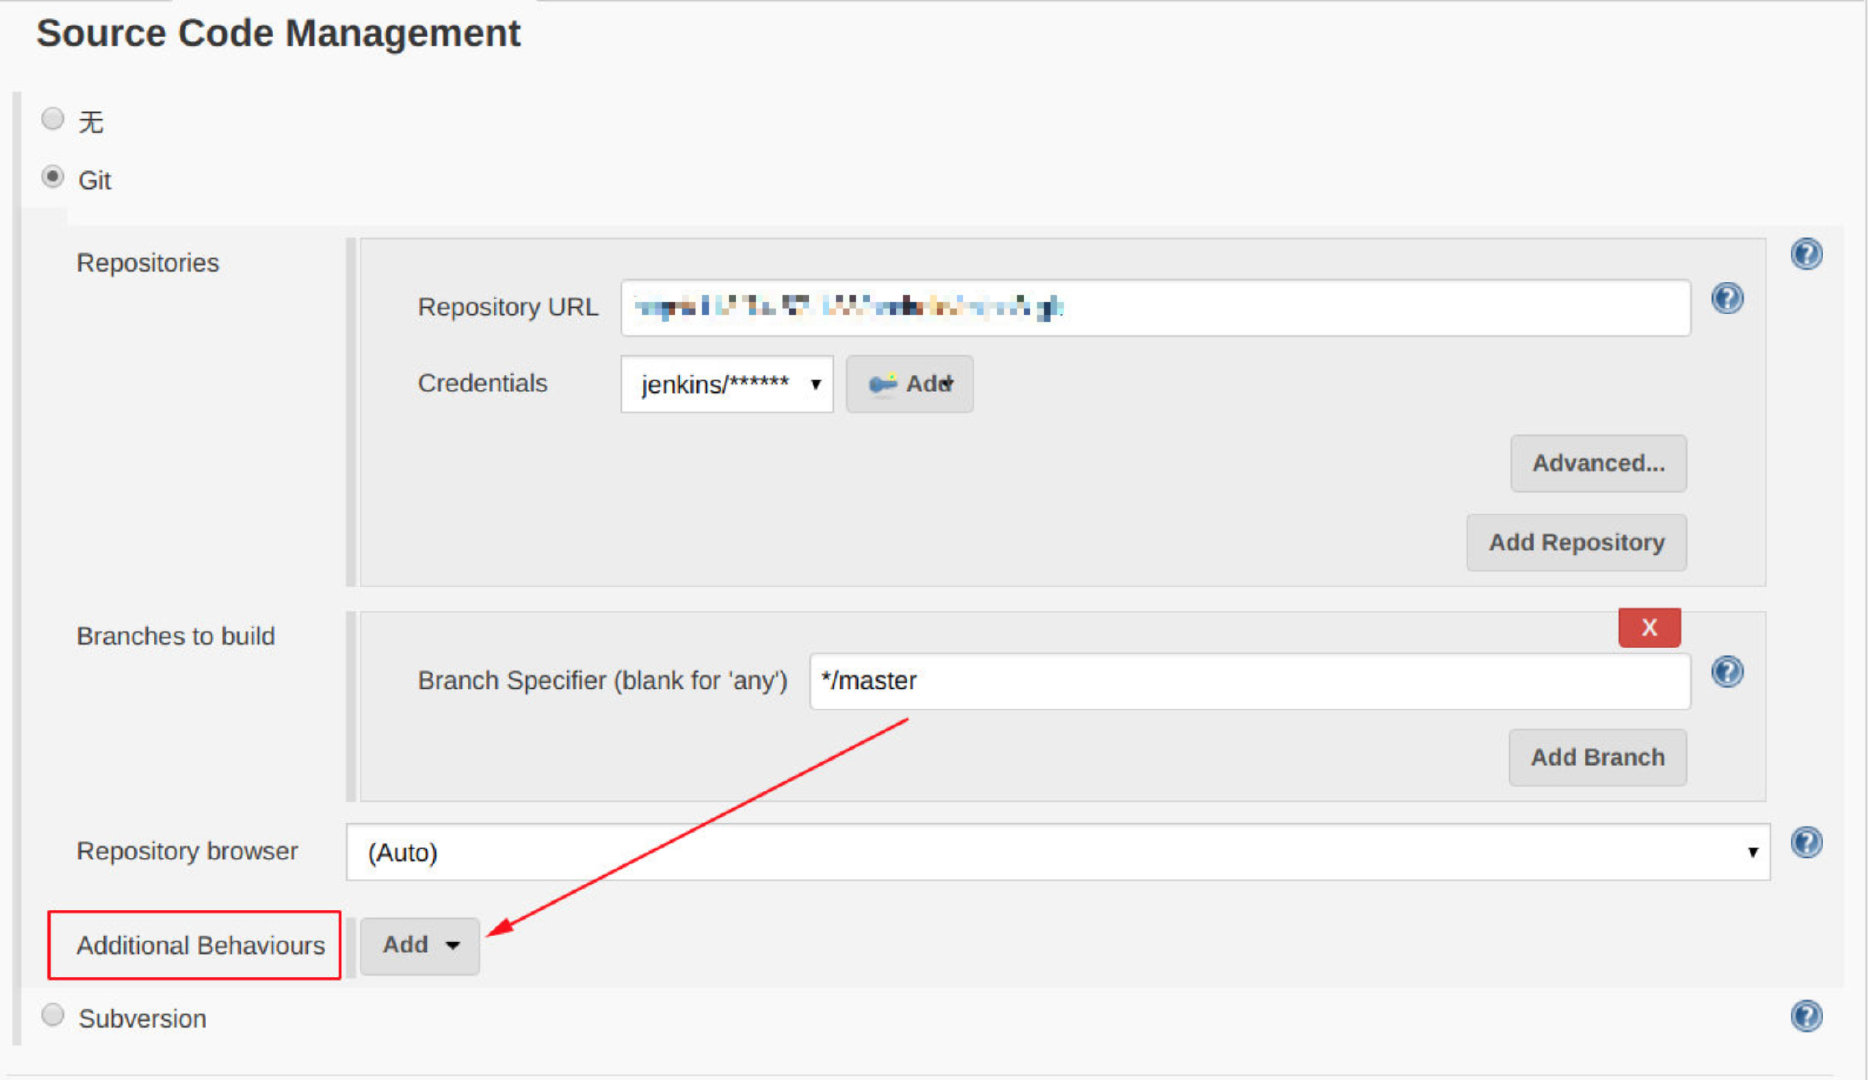 Source Code Management
无
Git
Repositories
Repository URL
Credentials
jenkins/******
Add
Advanced...
Add Repository
Branches to build
X
Branch Specifier (blank for 'any')
*/master
Add Branch
Repository browser
(Auto)
Additional Behaviours
Add
Subversion